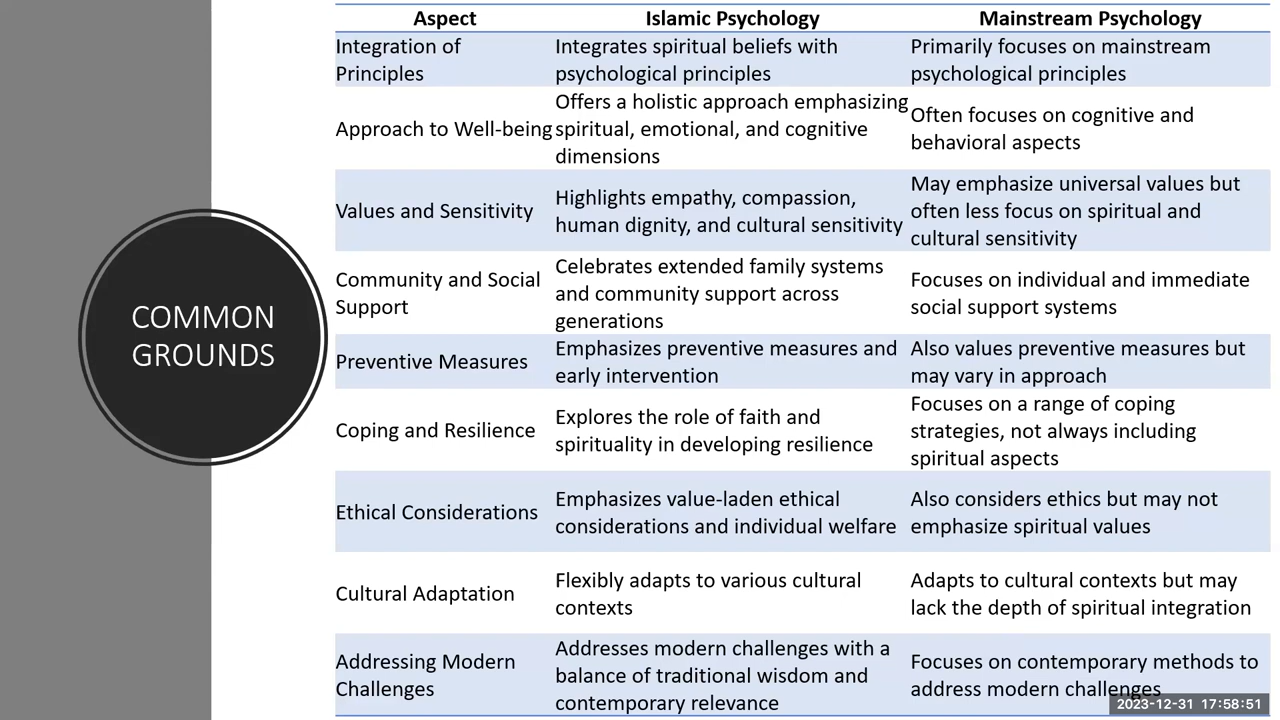 COMMON
GROUNDS
Aspect Islamic Psychology Mainstream Psychology
Integration of
Principles
Integrates spiritual beliefs with
psychological principles
Primarily focuses on mainstream
psychological principles
Approach to Well-being
Offers a holistic approach emphasizing
spiritual, emotional, and cognitive
dimensions
Often focuses on cognitive and
behavioral aspects
Values and Sensitivity
Highlights empathy, compassion,
human dignity, and cultural sensitivity
May emphasize universal values but
often less focus on spiritual and
cultural sensitivity
Community and Social
Support
Celebrates extended family systems
and community support across
generations
Focuses on individual and immediate
social support systems
Preventive Measures
Emphasizes preventive measures and
early intervention
Also values preventive measures but
may vary in approach
Coping and Resilience
Explores the role of faith and
spirituality in developing resilience
Focuses on a range of coping
strategies, not always including
spiritual aspects
Ethical Considerations
Emphasizes value-laden ethical
considerations and individual welfare
Also considers ethics but may not
emphasize spiritual values
Cultural Adaptation
Flexibly adapts to various cultural
contexts
Adapts to cultural contexts but may
lack the depth of spiritual integration
Addressing Modern
Challenges
Addresses modern challenges with a
balance of traditional wisdom and
contemporary relevance
Focuses on contemporary methods to
address modern challenges
2023-12-31 17:58:51